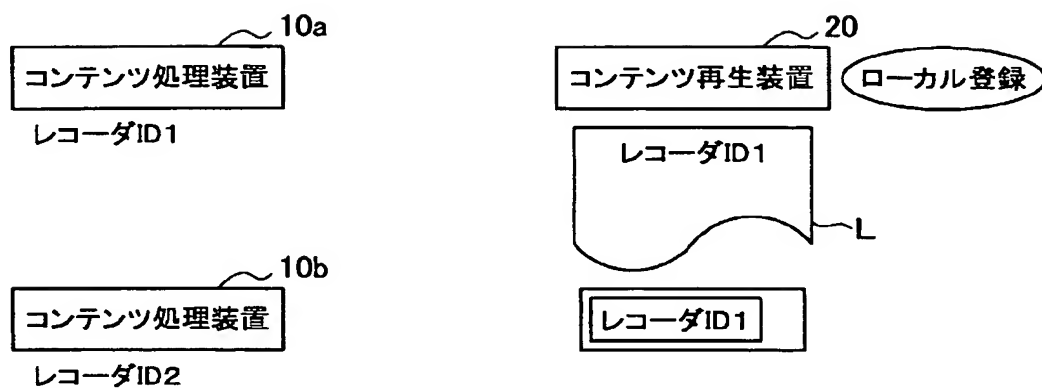 10a
コンテンツ処理装置
レコーダID1
20
コンテンツ再生装置
ローカル登録
レコーダID1
L
10b
コンテンツ処理装置
レコーダID2
レコーダID1